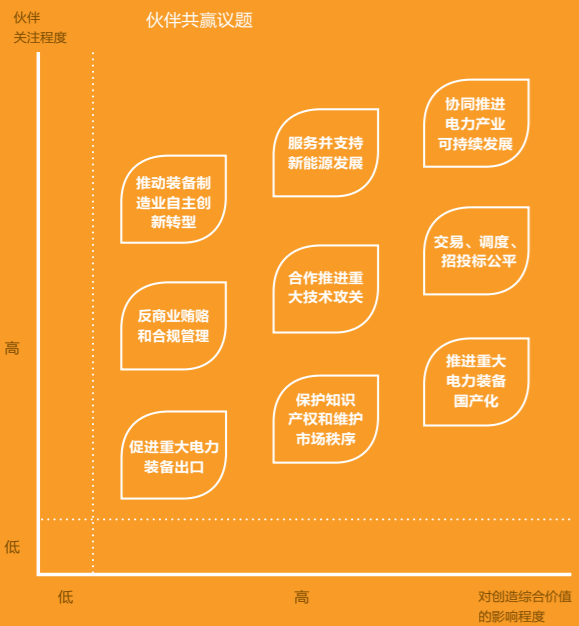 伙伴
关注程度
伙伴共赢议题
协同推进
电力产业
可持续发展
服务并支持
新能源发展
推动装备制
造业自主创
新转型
交易、调度、
招投标公平
合作推进重
大技术攻关
反商业贿赂
和合规管理
高
推进重大
电力装备
国产化
保护知识
产权和维护
市场秩序
促进重大电力
装备出口
低
低
高
对创造综合价值
的影响程度